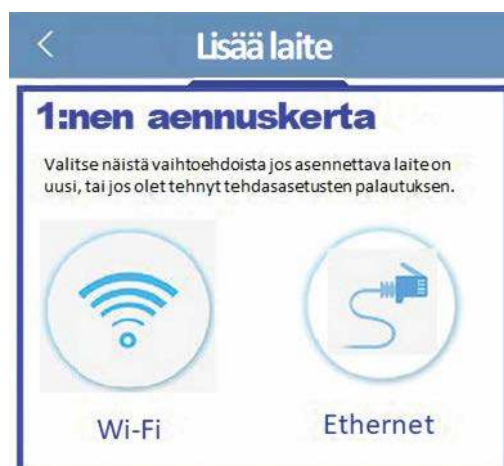 Lisää laite
1:nen aennuskerta
Valitse näistä vaihtoehdoista jos asennettava laite on
uusi, tai jos olet tehnyt tehdasasetusten palautuksen.
Wi-Fi
Ethernet